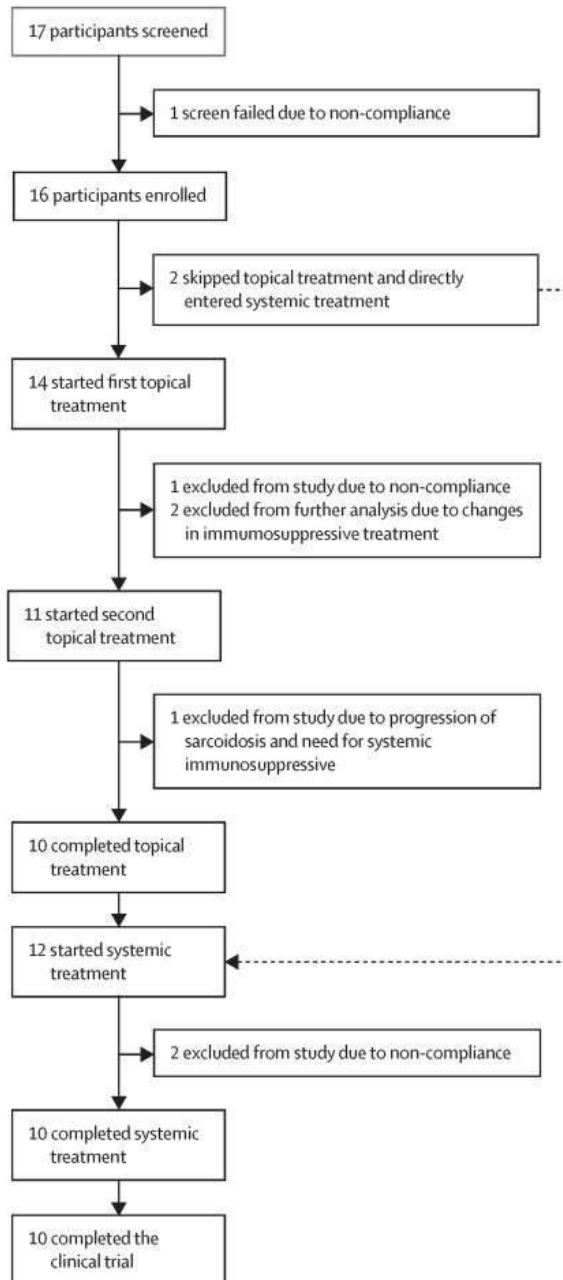 17 participants screened
1 screen failed due to non-compliance
16 participants enrolled
2 skipped topical treatment and directly
entered systemic treatment
14 started first topical
treatment
1 excluded from study due to non-compliance
2 excluded from further analysis due to changes
in immumosuppressive treatment
11 started second
topical treatment
1 excluded from study due to progression of
sarcoidosis and need for systemic
immunosuppressive
10 completed topical
treatment
12 started systemic
treatment
2 excluded from study due to non-compliance
10 completed systemic
treatment
10 completed the
clinical trial